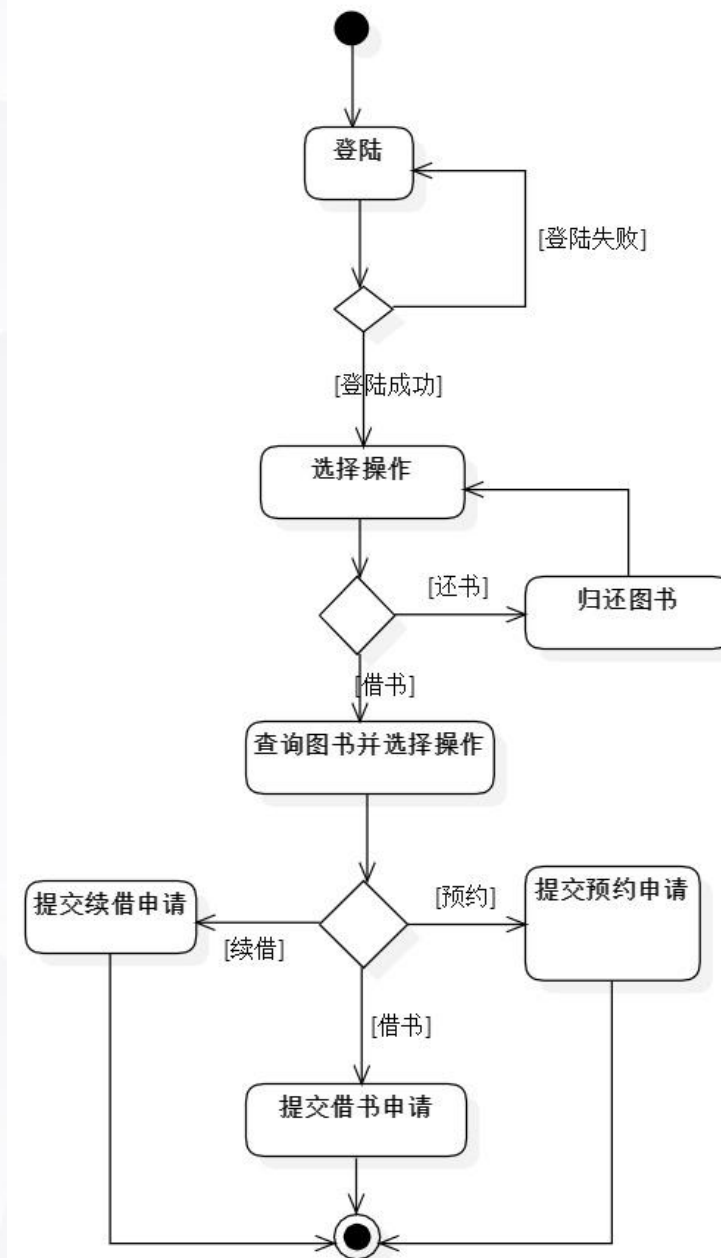 登陆
[登陆失败]
[登陆成功]
选择操作
[还书]
归还图书
[借书]
查询图书并选择操作
提交续借申请
[预约]
提交预约申请
[续借]
[借书]
提交借书申请